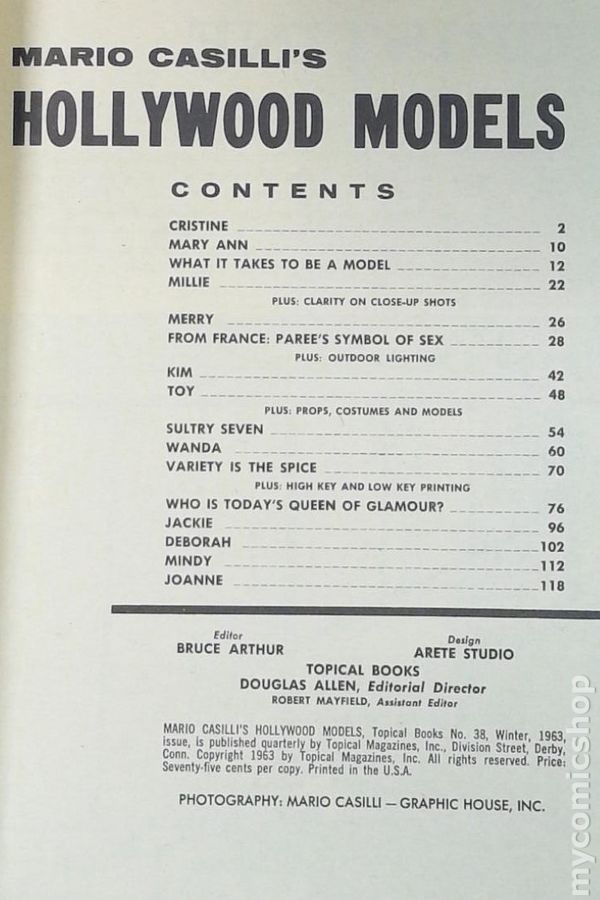 MARIO CASILLI'S
HOLLYWOOD MODELS
CONTENTS
CRISTINE 2
MARY ANN 10
WHAT IT TAKES TO BE A MODEL 12
MILLIE 22
PLUS: CLARITY ON CLOSE-UP SHOTS
MERRY 26
FROM FRANCE: PAREE'S SYMBOL OF SEX 28
PLUS: OUTDOOR LIGHTING
KIM 42
TOY 48
PLUS: PROPS, COSTUMES AND MODELS
SULTRY SEVEN 54
WANDA 60
VARIETY IS THE SPICE 70
PLUS: HIGH KEY AND LOW KEY PRINTING
WHO IS TODAY'S QUEEN OF GLAMOUR? 76
JACKIE 96
DEBORAH 102
MINDY 112
JOANNE 118
Editor
BRUCE ARTHUR
Design
ARETE STUDIO
TOPICAL BOOKS
DOUGLAS ALLEN, Editorial Director
ROBERT MAYFIELD, Assistant Editor
MARIO CASILLI'S HOLLYWOOD MODELS, Topical Books No. 38, Winter, 1963,
issue, is published quarterly by Topical Magazines, Inc., Division Street, Derby,
Conn. Copyright 1963 by Topical Magazines, Inc. All rights reserved. Price:
Seventy-five cents per copy. Printed in the U.S.A.
PHOTOGRAPHY: MARIO CASILLI — GRAPHIC HOUSE, INC.
mycomicshop